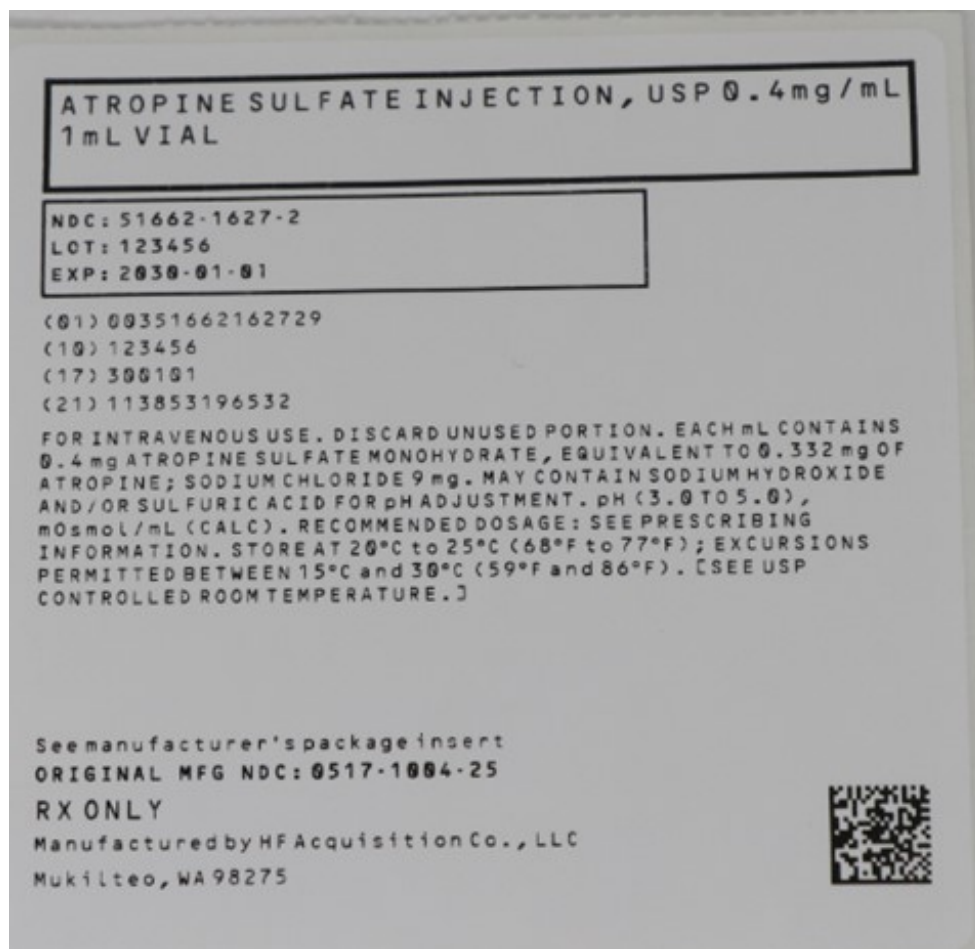 ATROPINE SULFATE INJECTION, USP 0.4mg/mL
1mL VIAL
NDC: 51662-1627-2
LOT: 123456
EXP: 2030-01-01
(01) 00351662162729
(10) 123456
(17) 300101
(21) 113853196532
FOR INTRAVENOUS USE. DISCARD UNUSED PORTION. EACH mL CONTAINS
0.4 mg ATROPINE SULFATE MONOHYDRATE, EQUIVALENT TO 0.332 mg OF
ATROPINE; SODIUM CHLORIDE 9 mg. MAY CONTAIN SODIUM HYDROXIDE
AND/OR SULFURIC ACID FOR pH ADJUSTMENT. pH (3.0 TO 5.0),
mOsmol/mL (CALC). RECOMMENDED DOSAGE: SEE PRESCRIBING
INFORMATION. STORE AT 20°C to 25°C (68°F to 77°F); EXCURSIONS
PERMITTED BETWEEN 15°C and 30°C (59°F and 86°F). [SEE USP
CONTROLLED ROOM TEMPERATURE.]
See manufacturer's package insert
ORIGINAL MFG NDC: 0517-1004-25
RX ONLY
Manufactured by HF Acquisition Co., LLC
Mukilteo, WA 98275